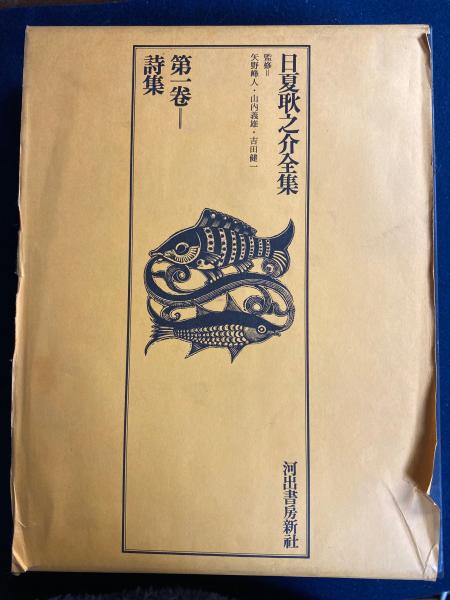 日夏耿之介全集
監修=
矢野峰人・山内義雄・吉田健一
第一巻=
詩集
河出書房新社